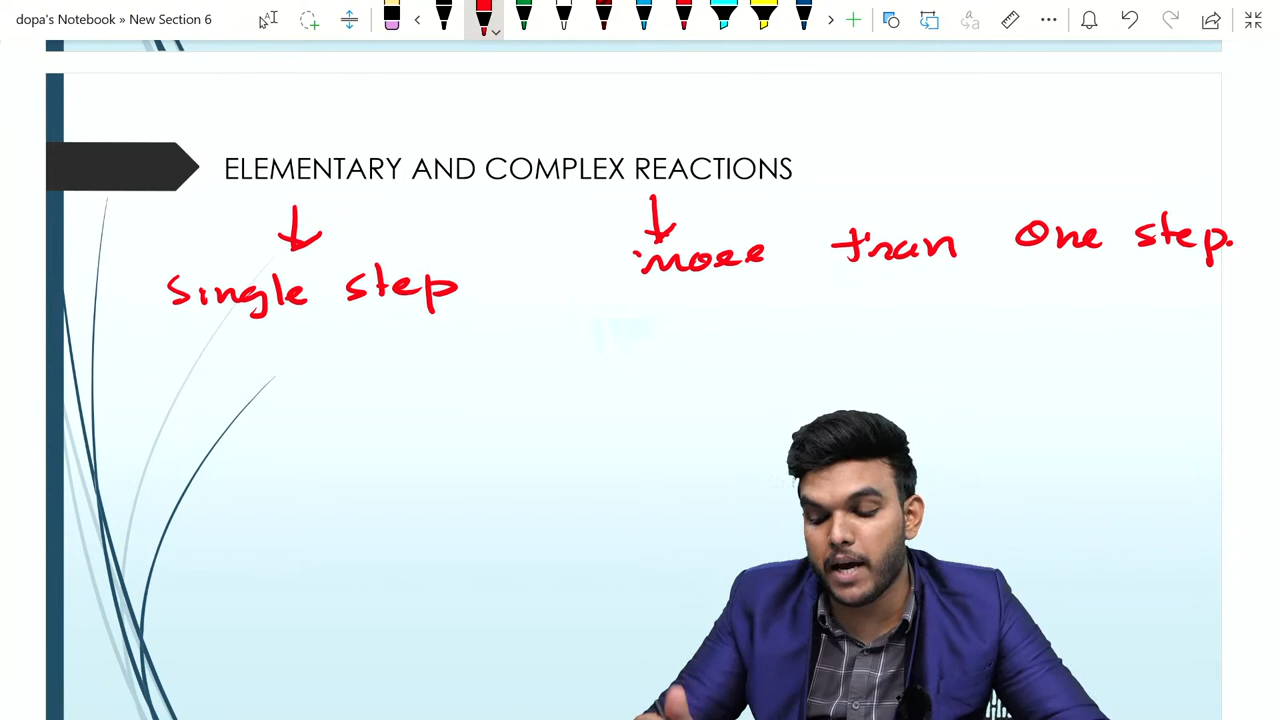 dopa's Notebook » New Section 6
ELEMENTARY AND COMPLEX REACTIONS
single step
more than one step.